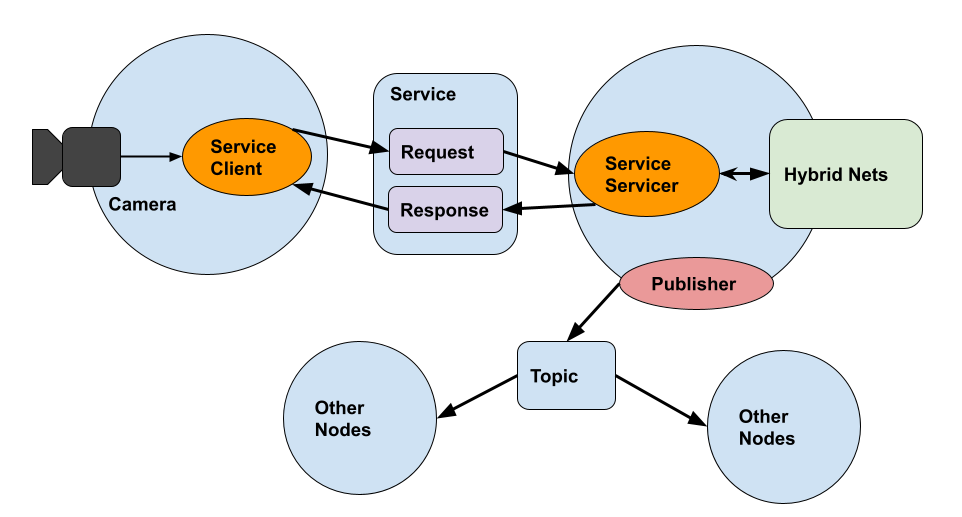 Service
Service
Client
Request
Response
Camera
Service
Servicer
Hybrid Nets
Publisher
Topic
Other
Nodes
Other
Nodes